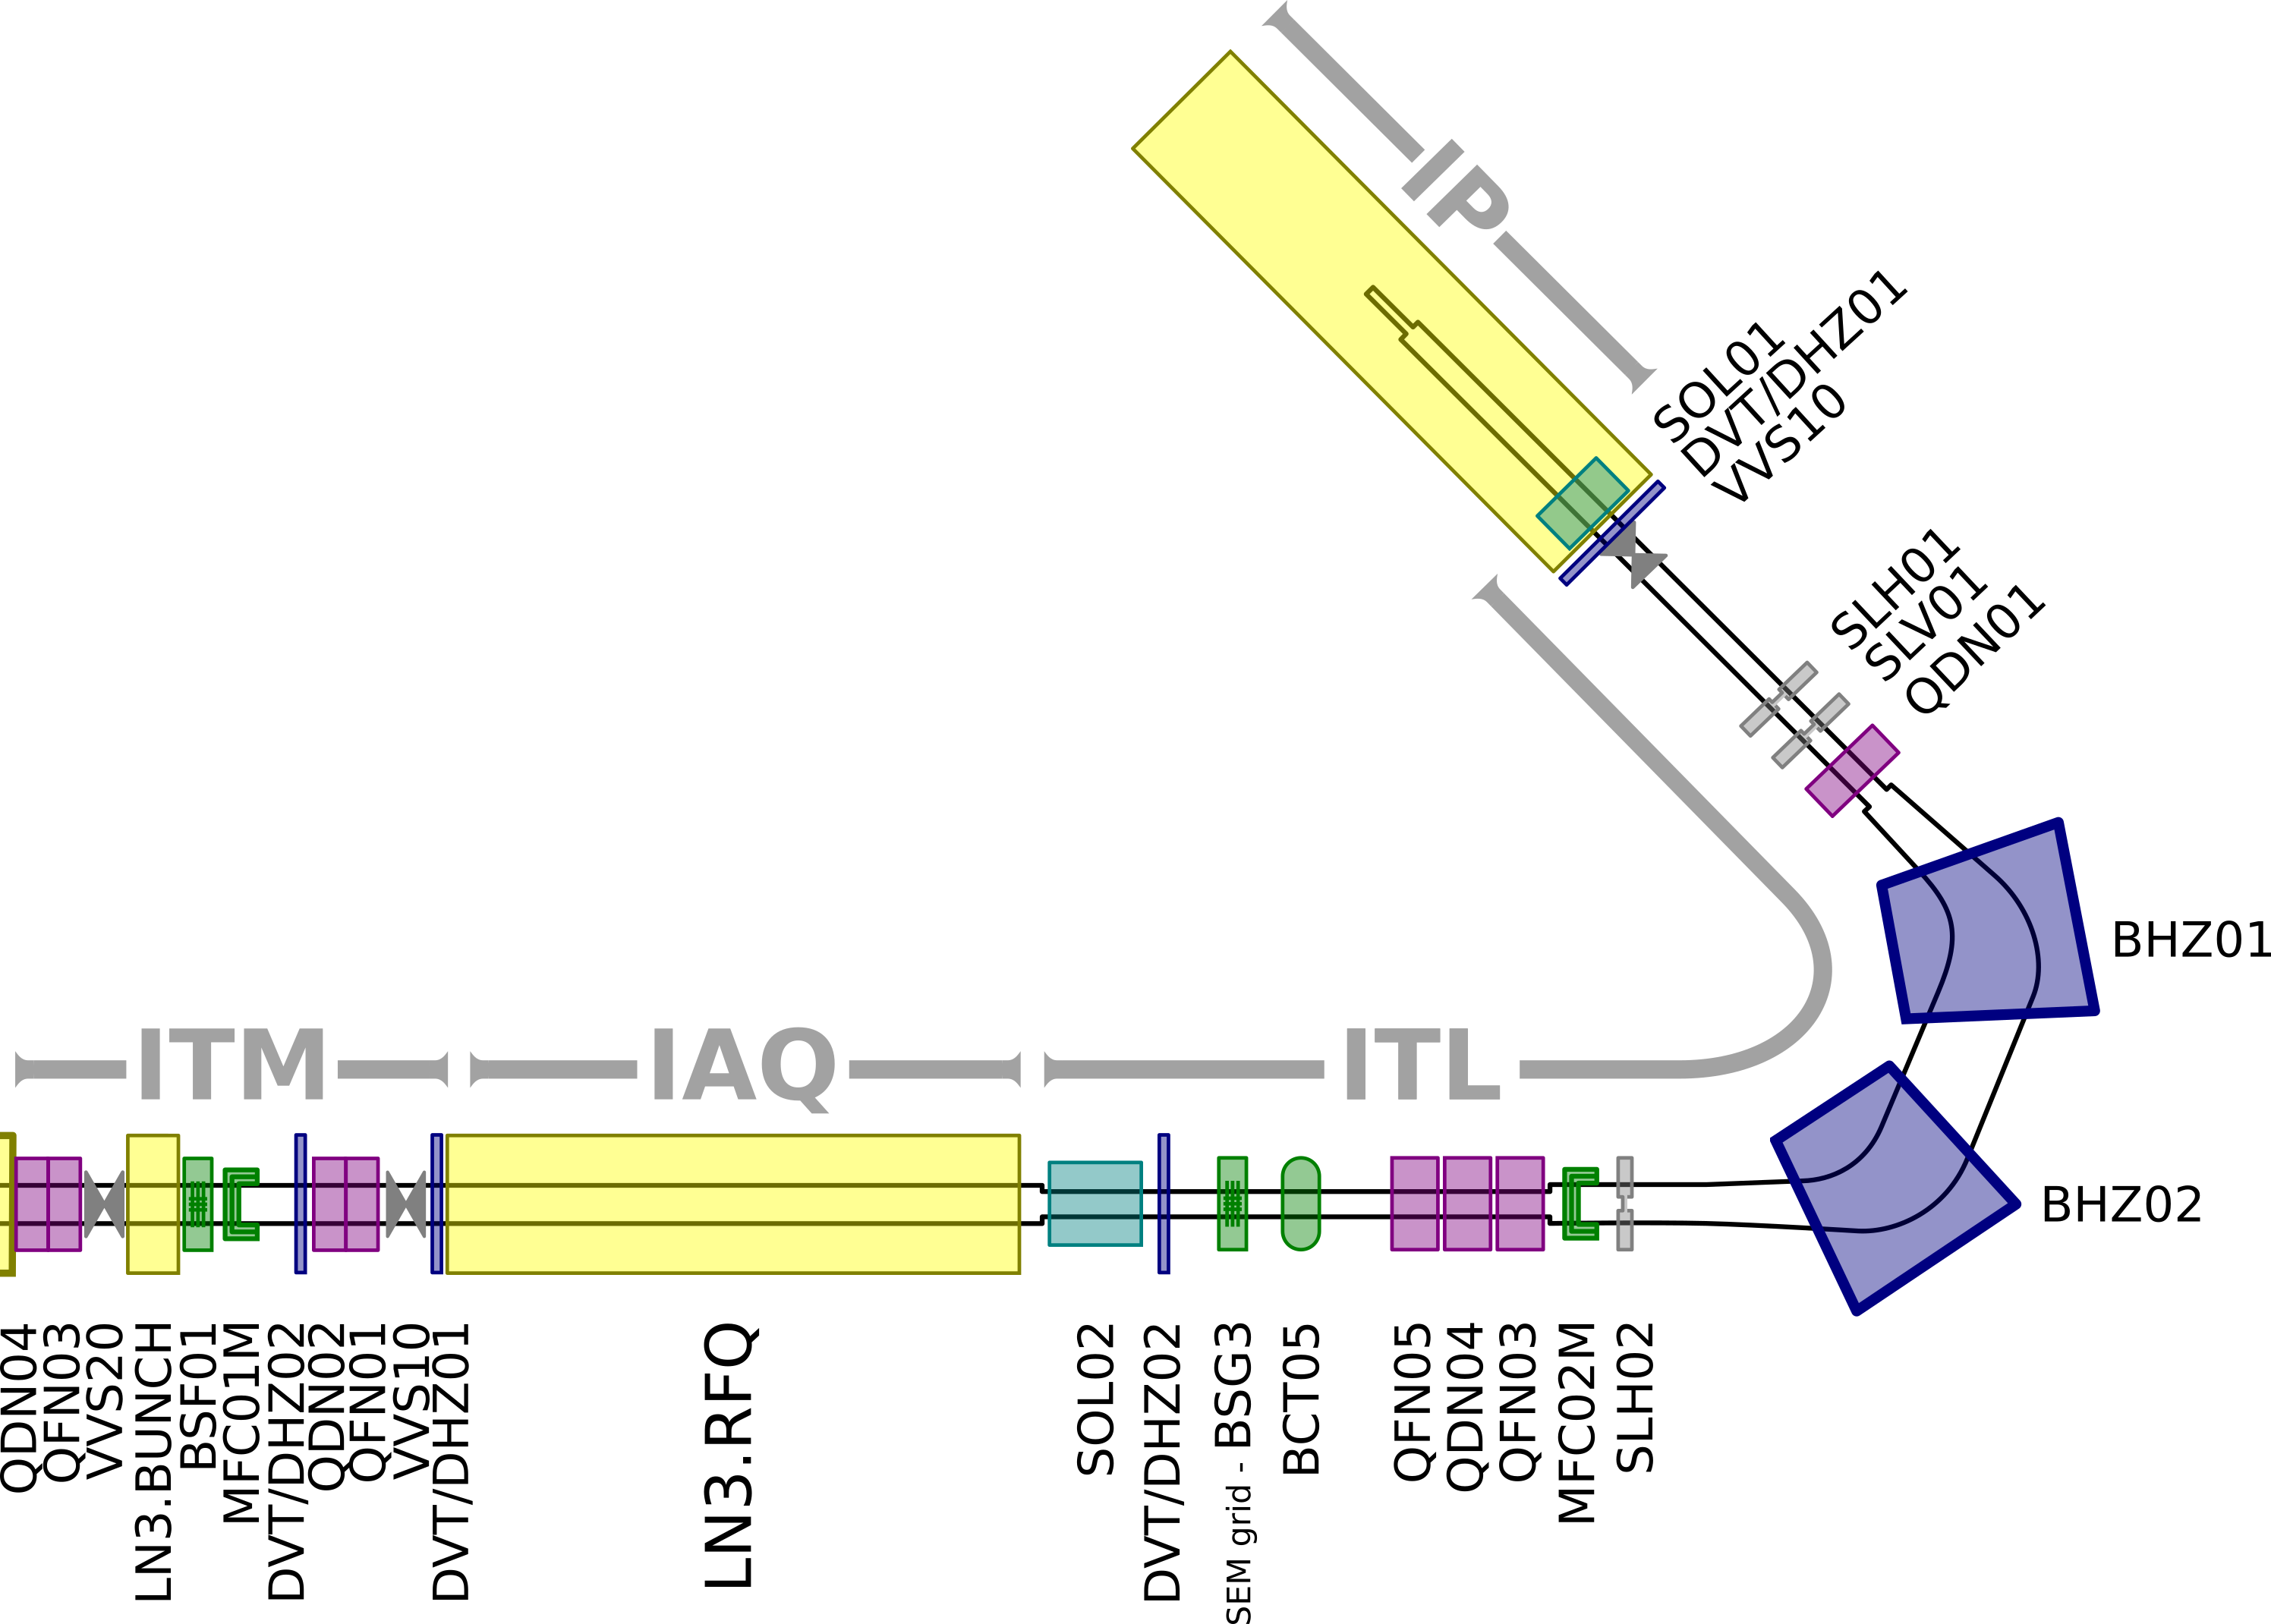 IP
SOL01
DVT/DHZ01
VVS10
SLH01
SLV01
QDN01
BHZ01
BHZ02
ITM
IAQ
ITL
QDN04
QFN03
VVS20
LN3.BUNCH
BSF01
MFC01M
DVT/DHZ02
QDN02
QFN01
VVS10
DVT/DHZ01
LN3.RFQ
SOL02
DVT/DHZ02
SEM grid - BSG3
BCT05
QFN05
QDN04
QFN03
MFC02M
SLH02